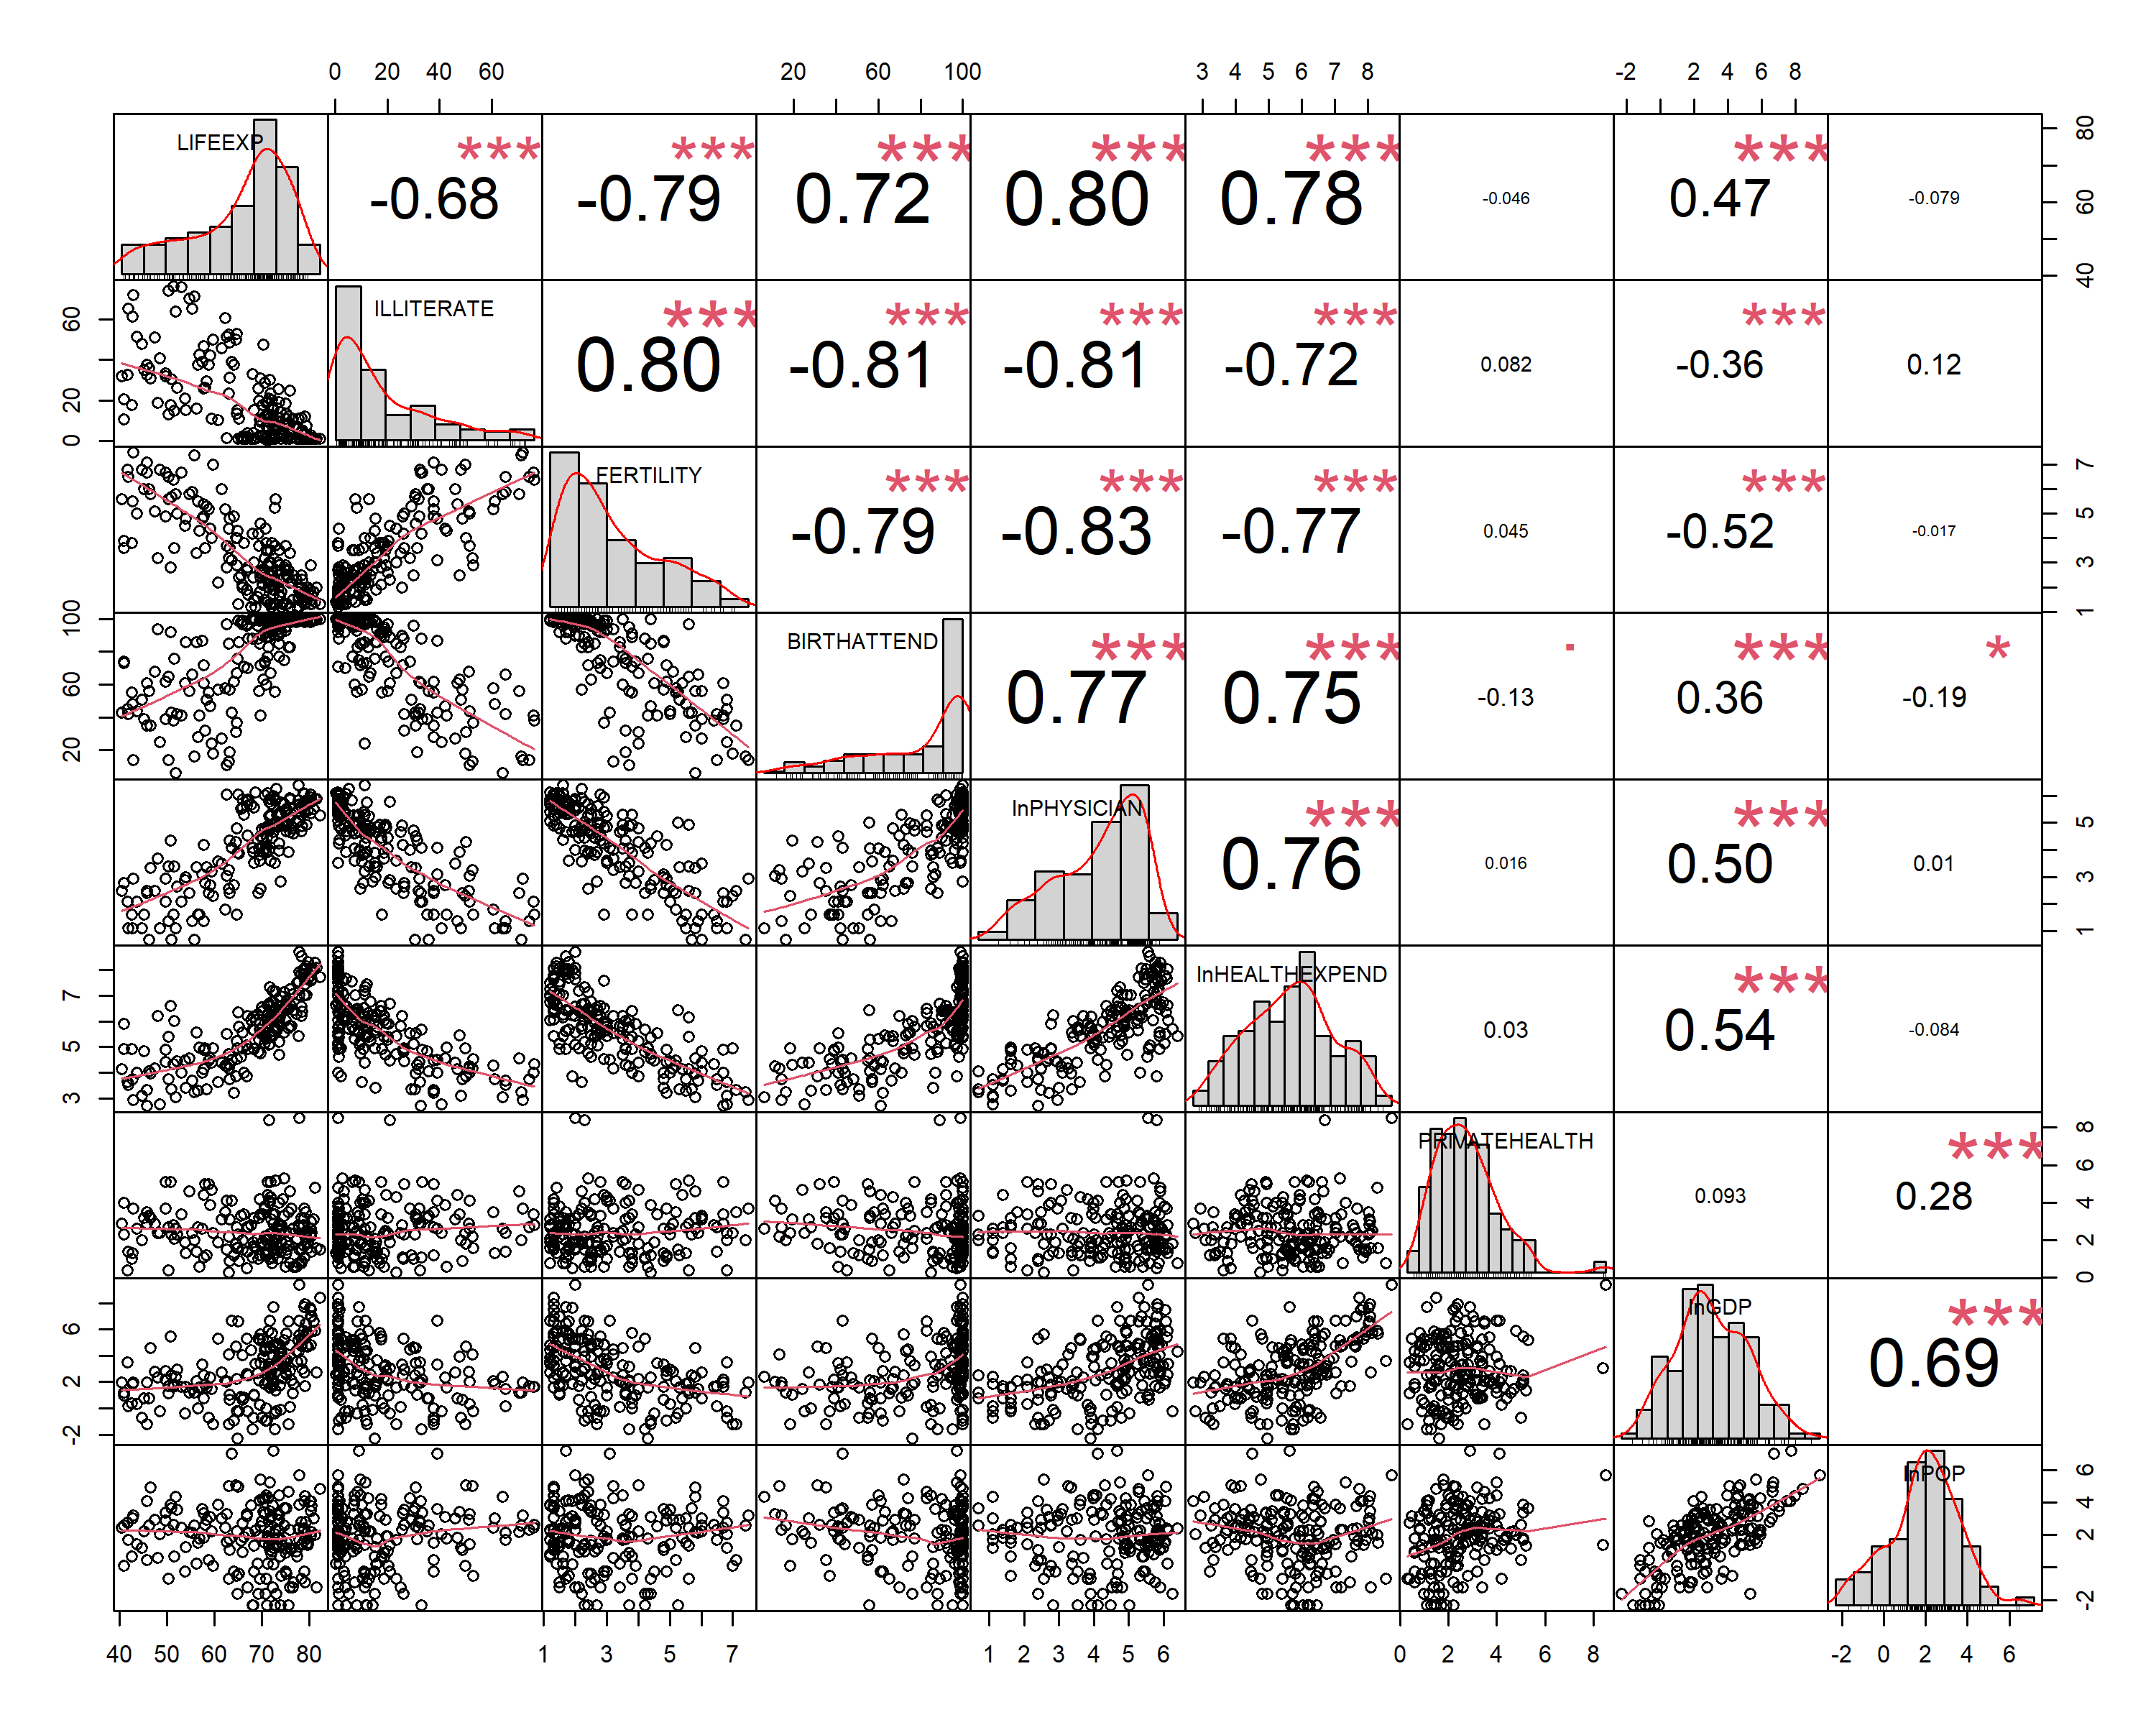 0 20 40 60 20 60 100 3 4 5 6 7 8 -2 2 4 6 8
LIFEEXP *** -0.68 *** -0.79 *** 0.72 *** 0.80 *** 0.78 -0.046 *** 0.47 -0.079 40 60 80
0 20 60 ILLITERATE *** 0.80 *** -0.81 *** -0.81 *** -0.72 0.082 *** -0.36 0.12
FERTILITY *** -0.79 *** -0.83 *** -0.77 0.045 *** -0.52 -0.017 1 3 5 7
20 60 100 BIRTHATTEND *** 0.77 *** 0.75 . -0.13 *** 0.36 * -0.19
lnPHYSICIAN *** 0.76 0.016 *** 0.50 0.01 1 3 5
3 5 7 lnHEALTHEXPEND 0.03 *** 0.54 -0.084
PRIVATEHEALTH 0.093 *** 0.28 0 2 4 6 8
-2 2 6 lnGDP *** 0.69
lnPOP -2 2 4 6
40 50 60 70 80 1 3 5 7 1 2 3 4 5 6 0 2 4 6 8 -2 0 2 4 6